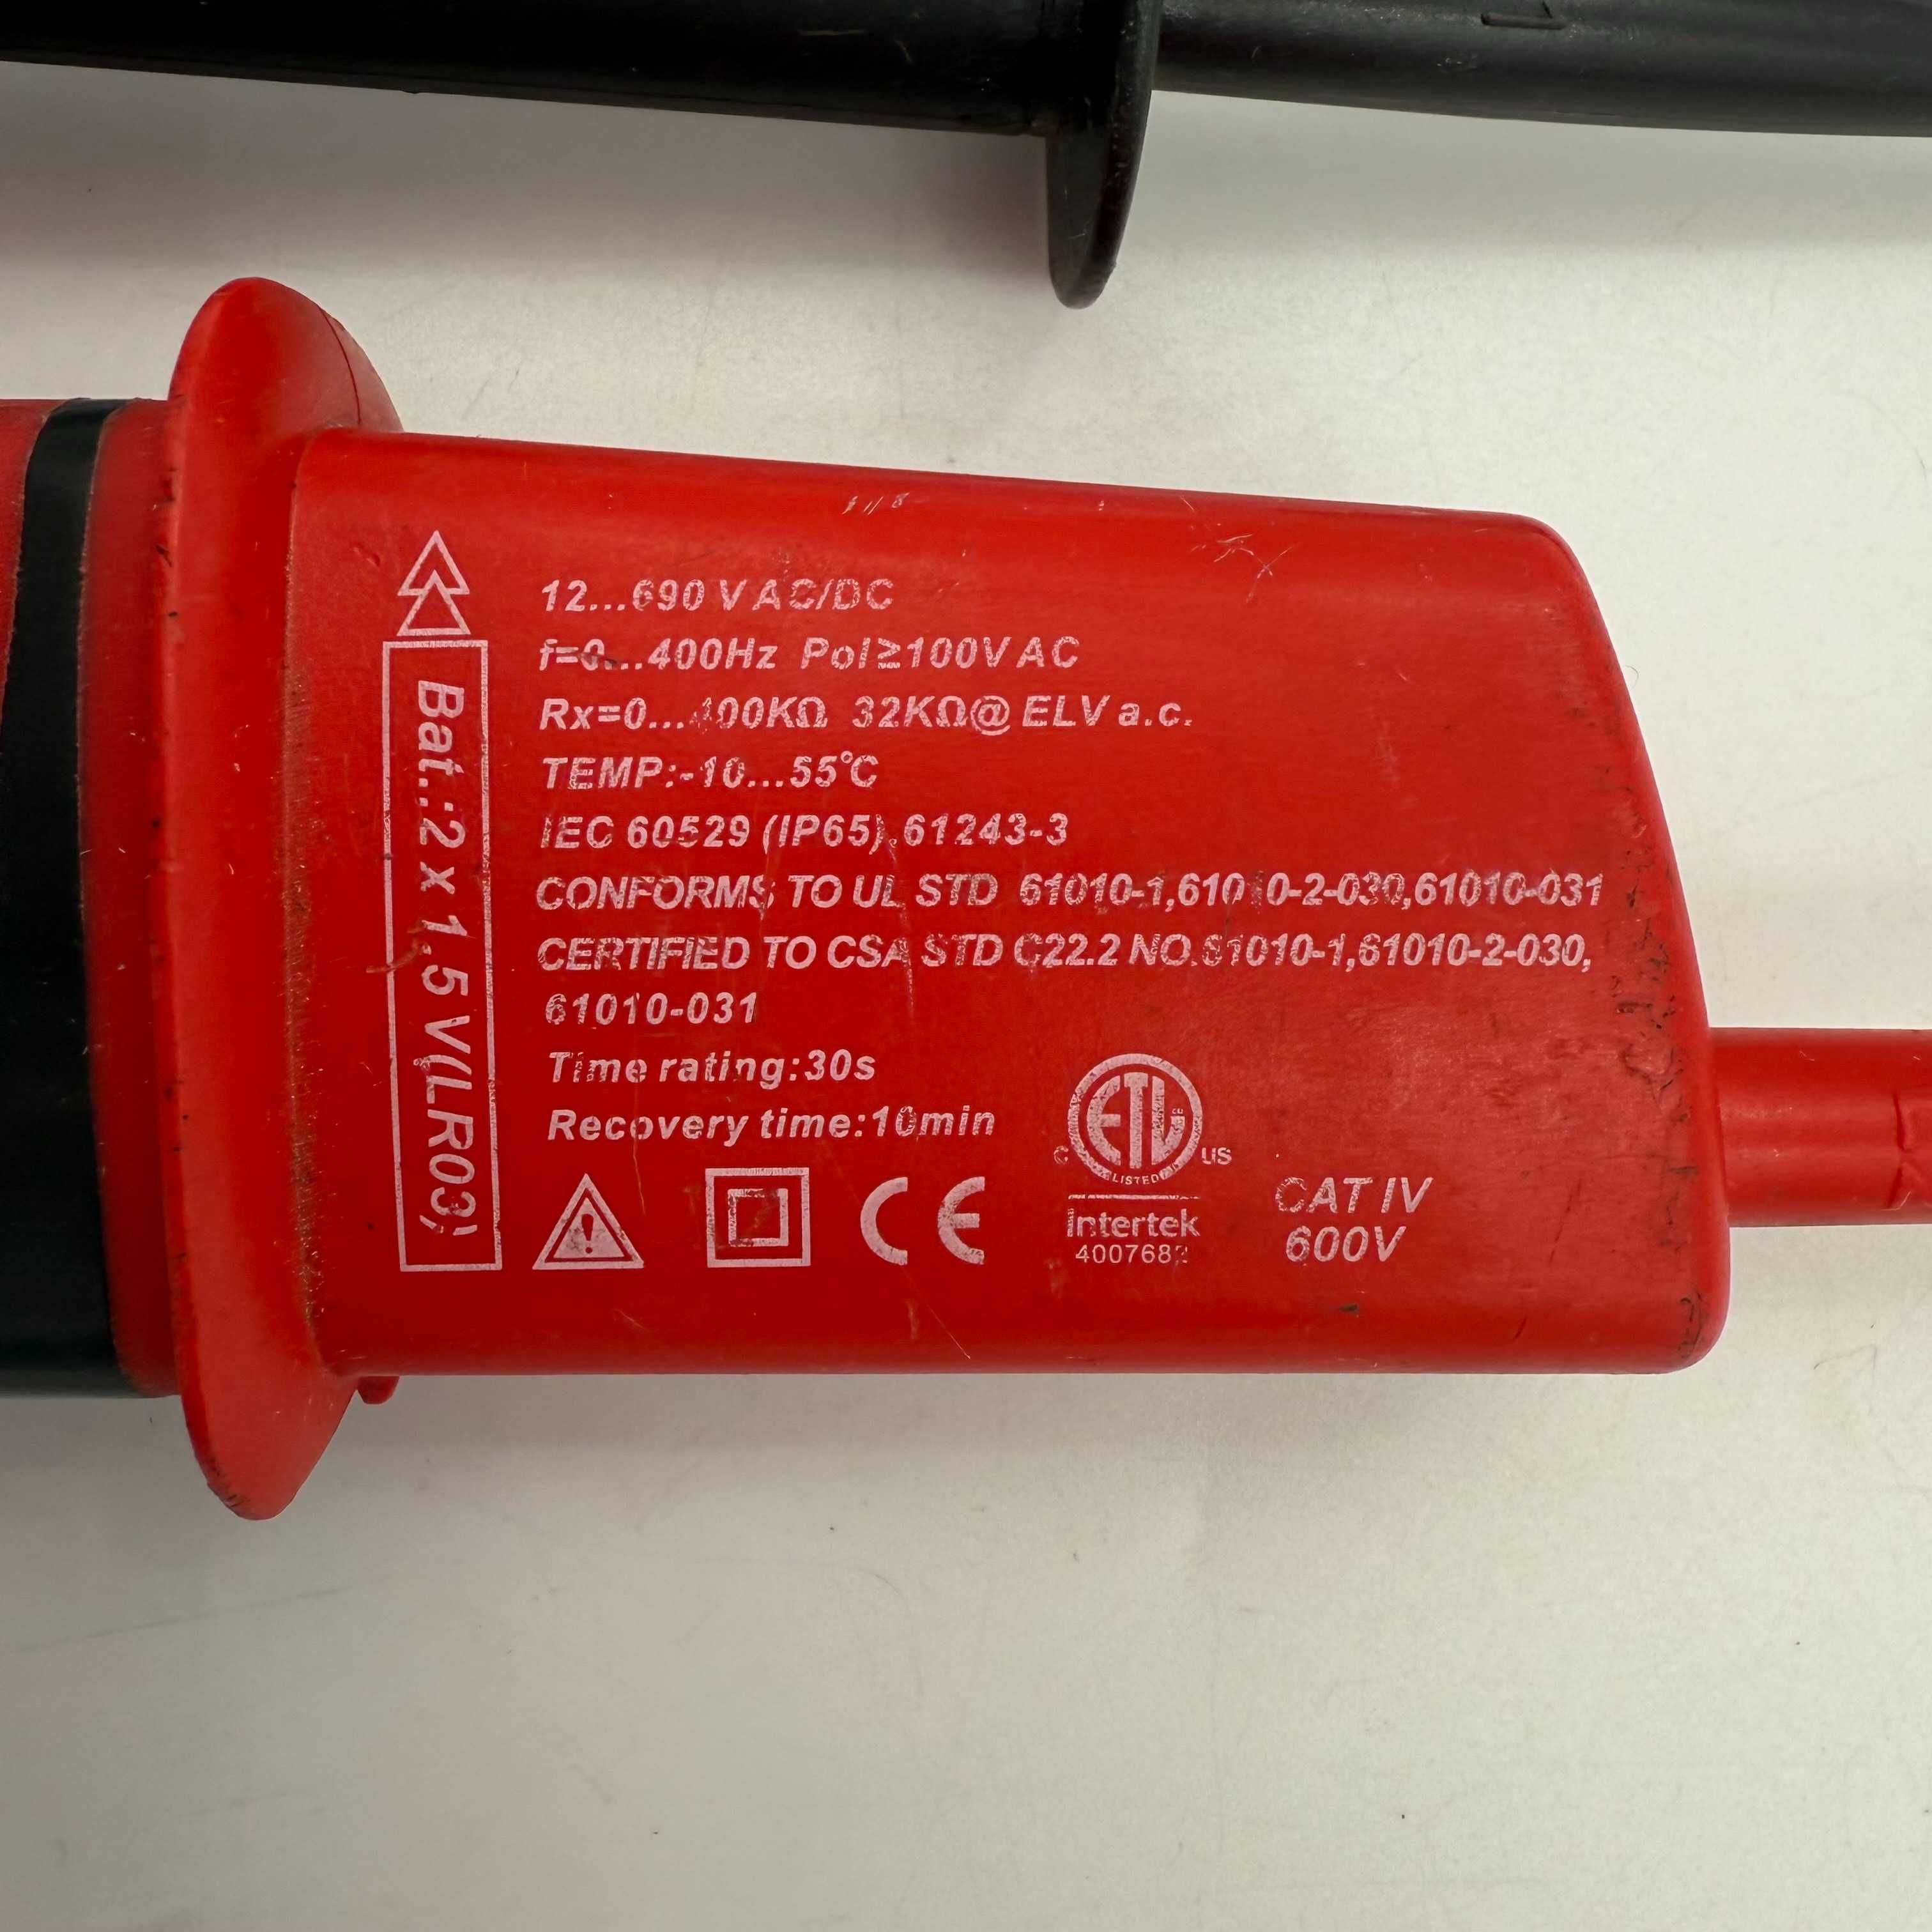 12...690 V AC/DC
f=0...400Hz Pol≥100V AC
Rx=0...400KΩ 32KΩ@ ELV a.c.
TEMP:-10...55℃
IEC 60529 (IP65),61243-3
CONFORMS TO UL STD 61010-1,61010-2-030,61010-031
CERTIFIED TO CSA STD C22.2 NO.61010-1,61010-2-030,
61010-031
Time rating:30s
Recovery time:10min
Bat.:2 x 1,5 V(LR03)
CE
C ETL US
LISTED
Intertek
CAT IV
600V